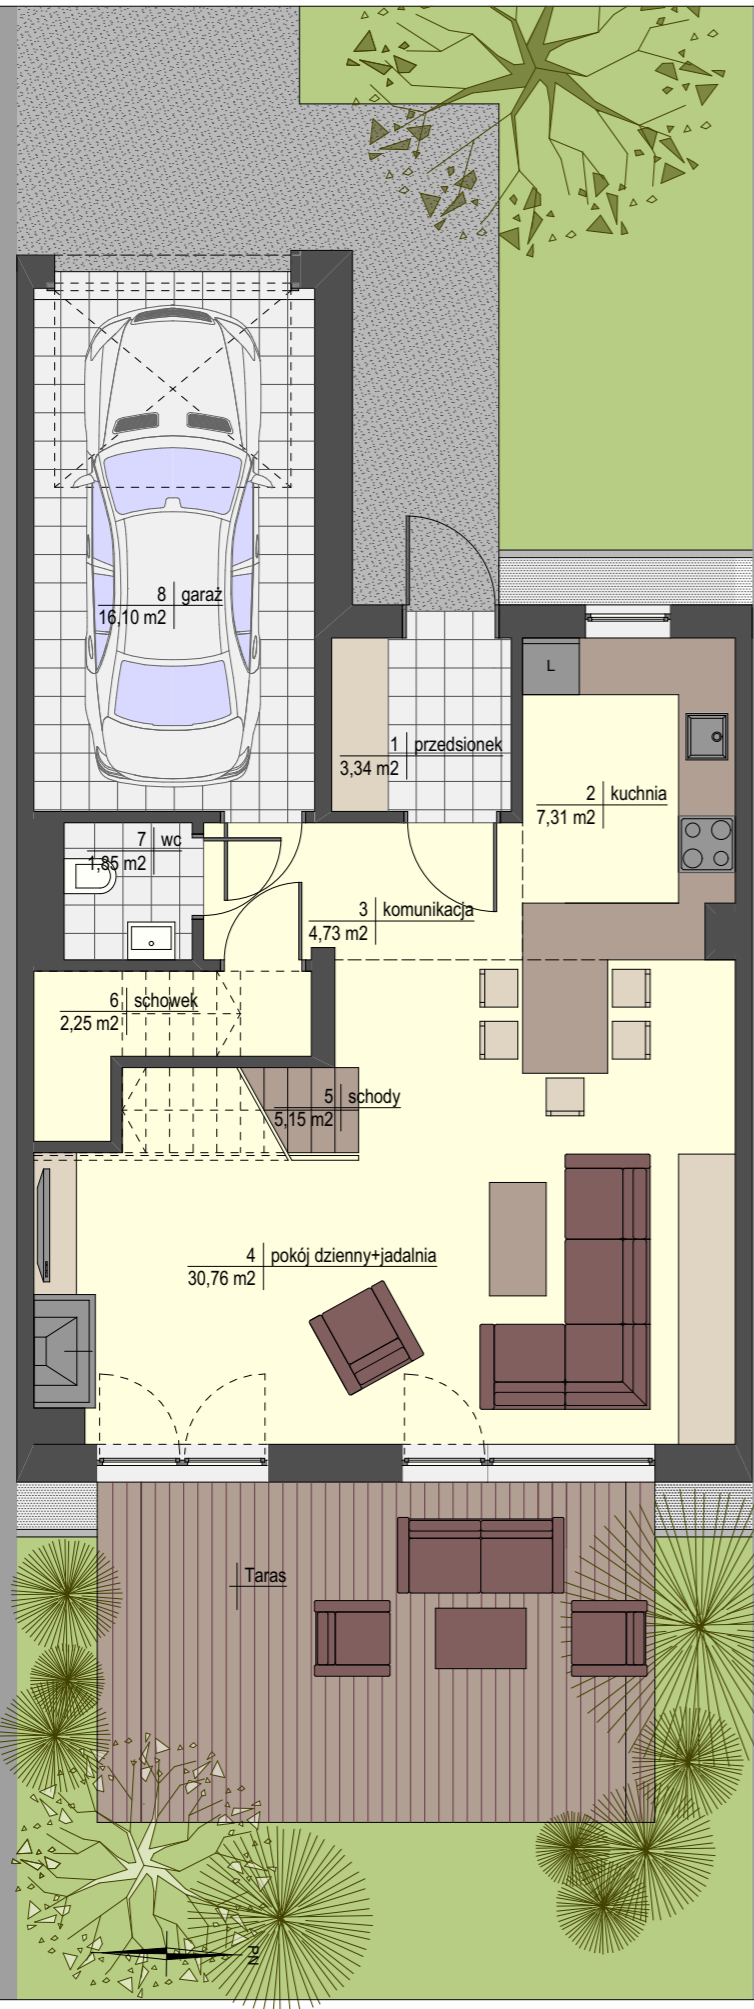 8 garaż
16,10 m2
L
1 przedsionek
3,34 m2
2 kuchnia
7,31 m2
7 wc
1,85 m2
3 komunikacja
4,73 m2
6 schowek
2,25 m2
5 schody
5,15 m2
4 pokój dzienny+jadalnia
30,76 m2
Taras
PN